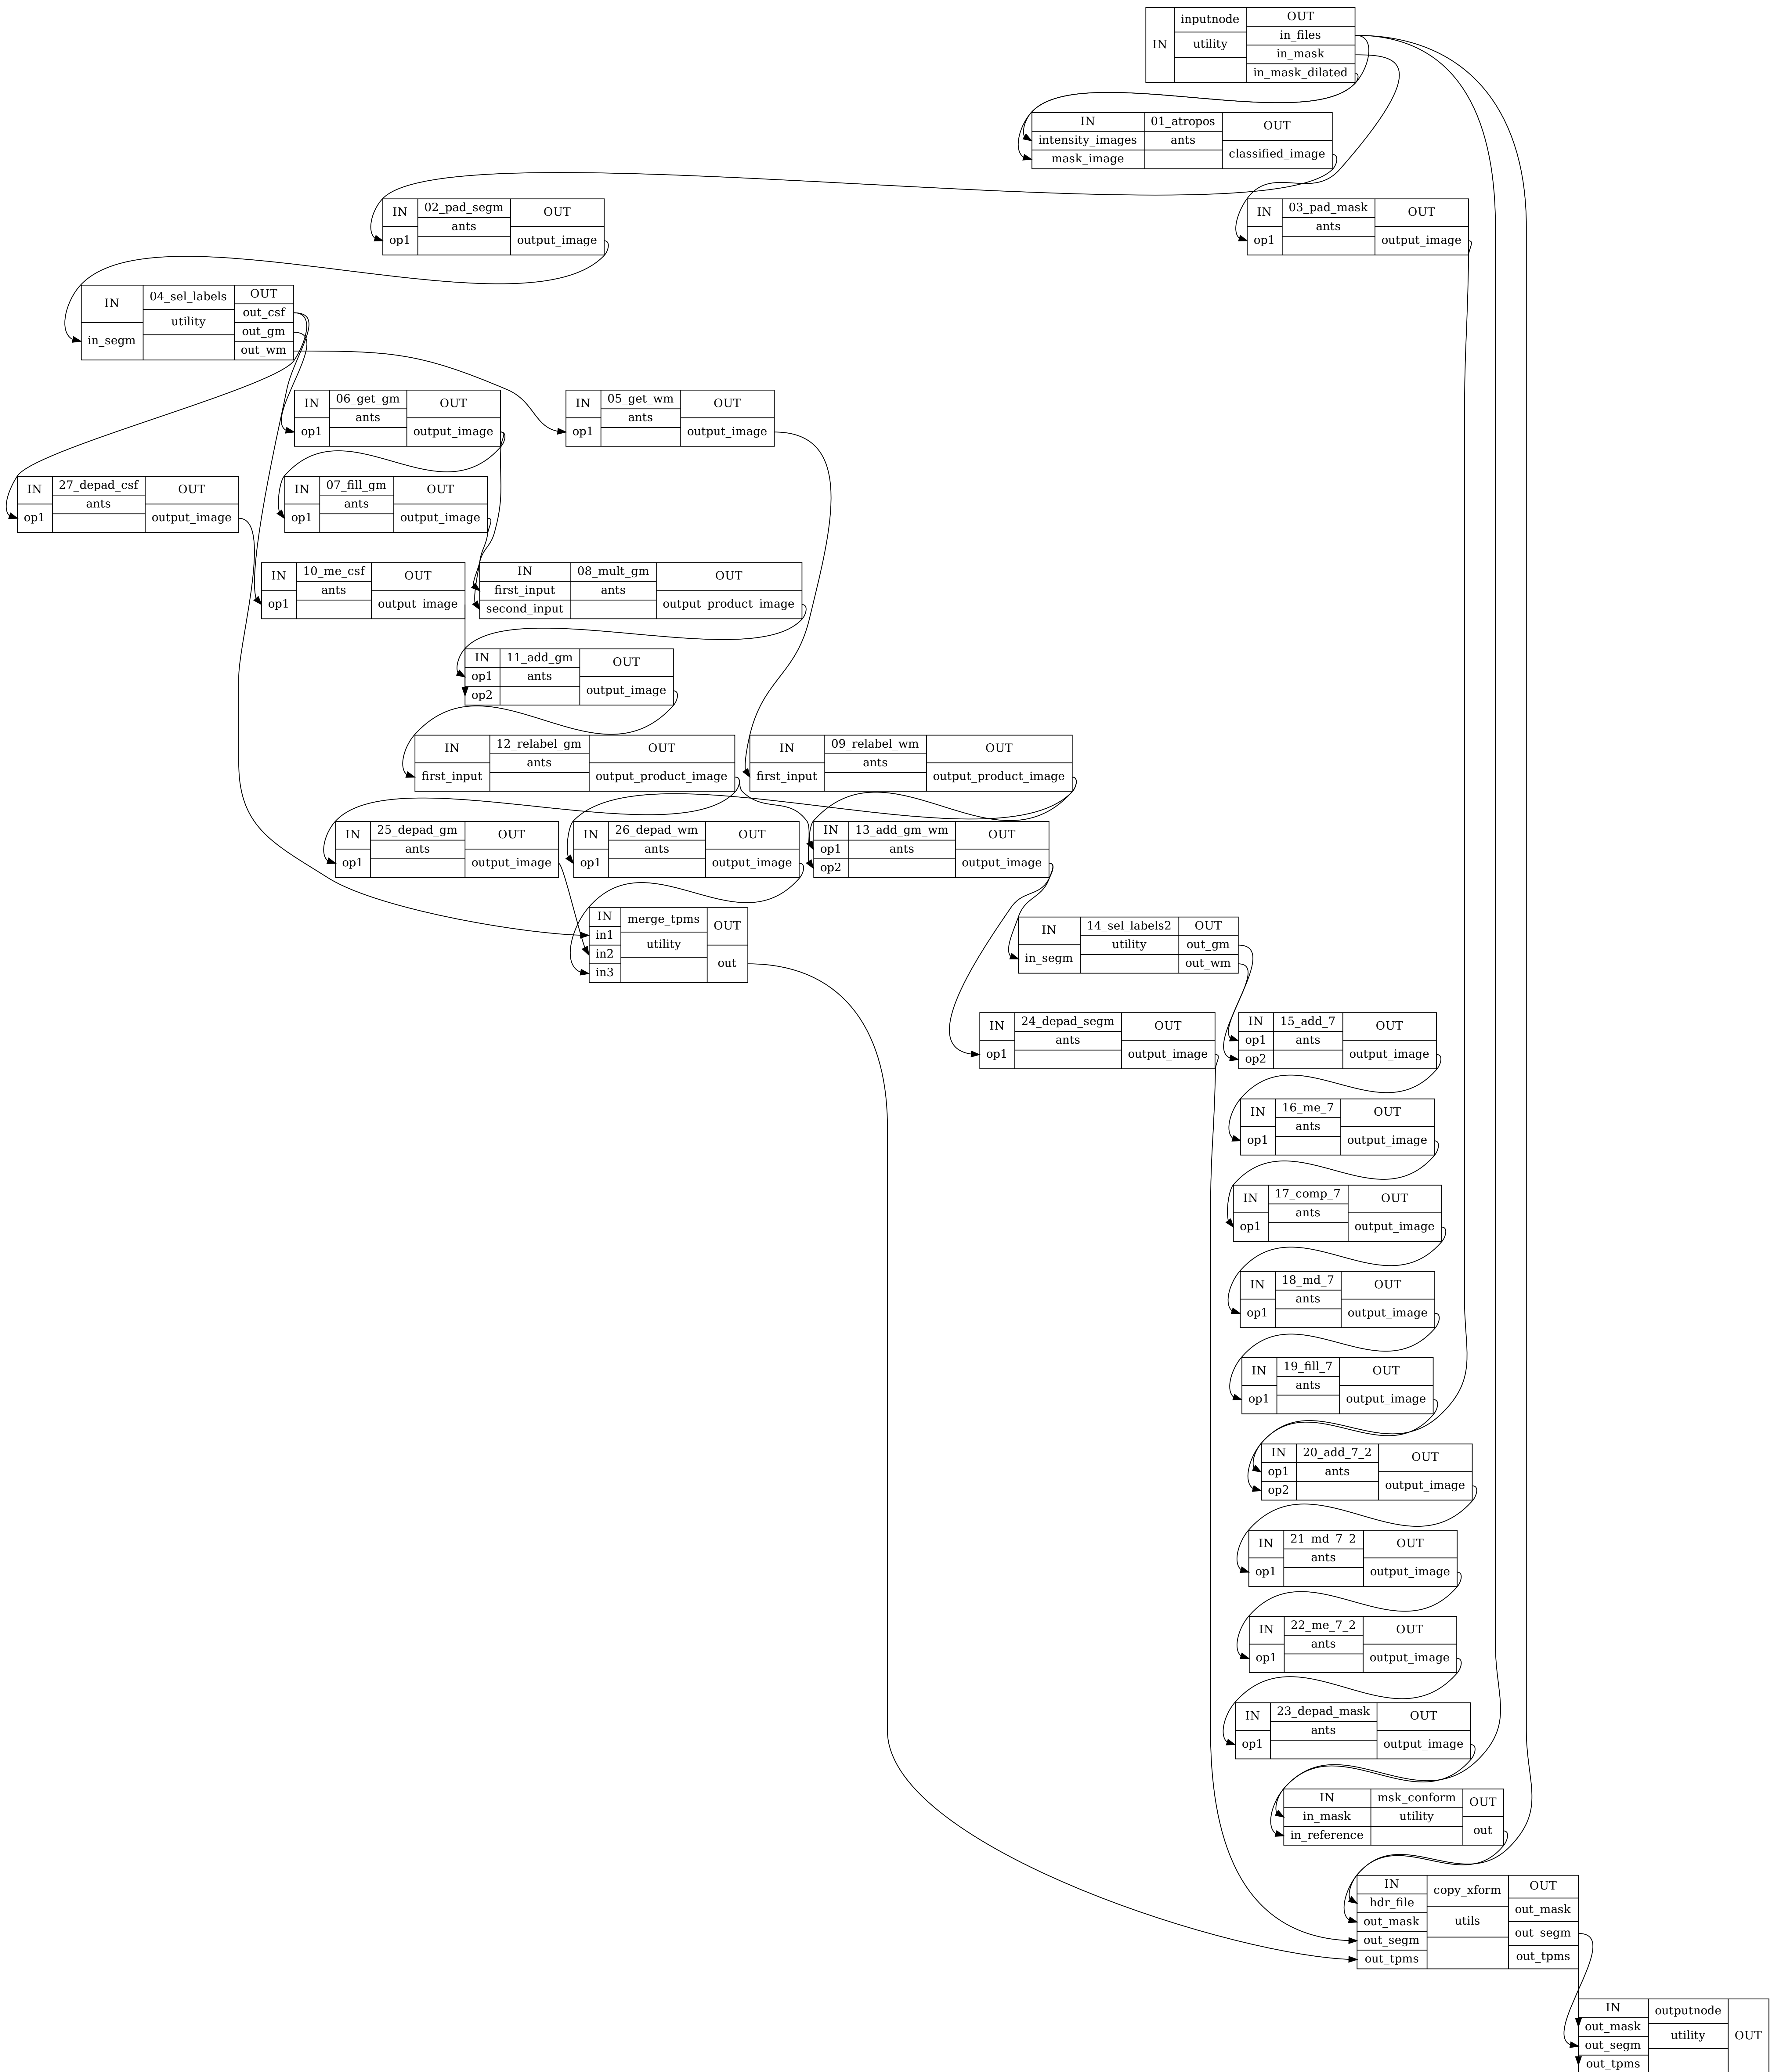 inputnode OUT
in_files
IN utility in_mask
in_mask_dilated
IN 01_atropos OUT
intensity_images ants
mask_image classified_image
IN 02_pad_segm OUT
ants
op1 output_image
IN 03_pad_mask OUT
ants
op1 output_image
IN 04_sel_labels OUT
out_csf
utility
in_segm out_gm
out_wm
IN 06_get_gm OUT
ants
op1 output_image
IN 05_get_wm OUT
ants
op1 output_image
IN 27_depad_csf OUT
ants
op1 output_image
IN 07_fill_gm OUT
ants
op1 output_image
IN 10_me_csf OUT
ants
op1 output_image
IN 08_mult_gm OUT
first_input ants
second_input output_product_image
IN 11_add_gm OUT
op1 ants
op2 output_image
IN 12_relabel_gm OUT
ants
first_input output_product_image
IN 09_relabel_wm OUT
ants
first_input output_product_image
IN 25_depad_gm OUT
ants
op1 output_image
IN 26_depad_wm OUT
ants
op1 output_image
IN 13_add_gm_wm OUT
op1 ants
op2 output_image
IN merge_tpms OUT
in1
in2 utility
in3 out
IN 14_sel_labels2 OUT
utility out_gm
in_segm out_wm
IN 24_depad_segm OUT
ants
op1 output_image
IN 15_add_7 OUT
op1 ants
op2 output_image
IN 16_me_7 OUT
ants
op1 output_image
IN 17_comp_7 OUT
ants
op1 output_image
IN 18_md_7 OUT
ants
op1 output_image
IN 19_fill_7 OUT
ants
op1 output_image
IN 20_add_7_2 OUT
op1 ants
op2 output_image
IN 21_md_7_2 OUT
ants
op1 output_image
IN 22_me_7_2 OUT
ants
op1 output_image
IN 23_depad_mask OUT
ants
op1 output_image
IN msk_conform OUT
in_mask utility
in_reference out
IN copy_xform OUT
hdr_file out_mask
out_mask utils
out_segm out_segm
out_tpms out_tpms
IN outputnode OUT
out_mask utility
out_segm
out_tpms